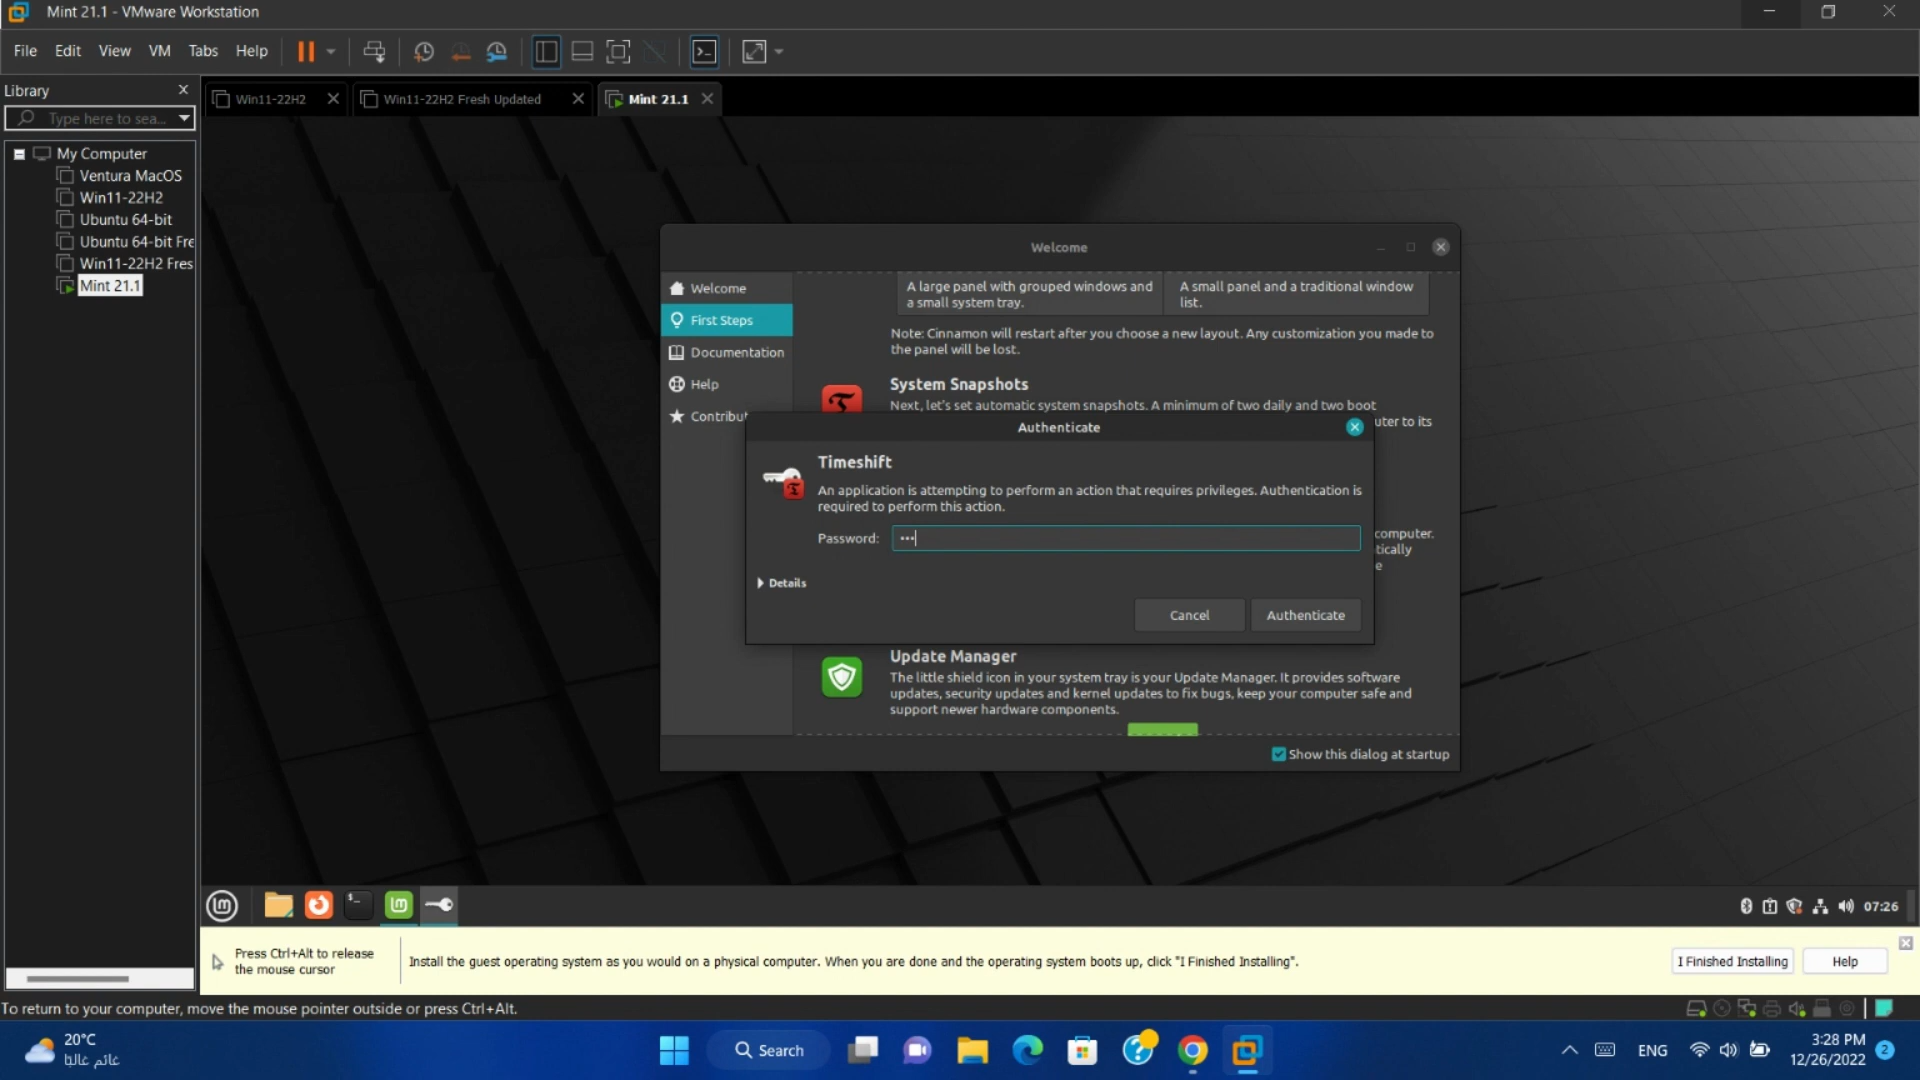 Mint 21.1 - VMware Workstation
File Edit View VM Tabs Help
Library
Type here to sea...
My Computer
Ventura MacOS
Win11-22H2
Ubuntu 64-bit
Ubuntu 64-bit Fre
Win11-22H2 Fres
Mint 21.1
Win11-22H2
Win11-22H2 Fresh Updated
Mint 21.1
Welcome
Welcome
First Steps
Documentation
Help
Contribut
A large panel with grouped windows and
a small system tray.
A small panel and a traditional window
list.
Note: Cinnamon will restart after you choose a new layout. Any customization you made to
the panel will be lost.
System Snapshots
Next, let's set automatic system snapshots. A minimum of two daily and two boot
uter to its
Authenticate
Timeshift
An application is attempting to perform an action that requires privileges. Authentication is
required to perform this action.
Password: •••
Details
Cancel
Authenticate
computer.
tically
e
Update Manager
The little shield icon in your system tray is your Update Manager. It provides software
updates, security updates and kernel updates to fix bugs, keep your computer safe and
support newer hardware components.
Show this dialog at startup
07:26
Press Ctrl+Alt to release
the mouse cursor
Install the guest operating system as you would on a physical computer. When you are done and the operating system boots up, click "I Finished Installing".
I Finished Installing
Help
To return to your computer, move the mouse pointer outside or press Ctrl+Alt.
20°C
غائم غالبًا
Search
ENG
3:28 PM
12/26/2022
2